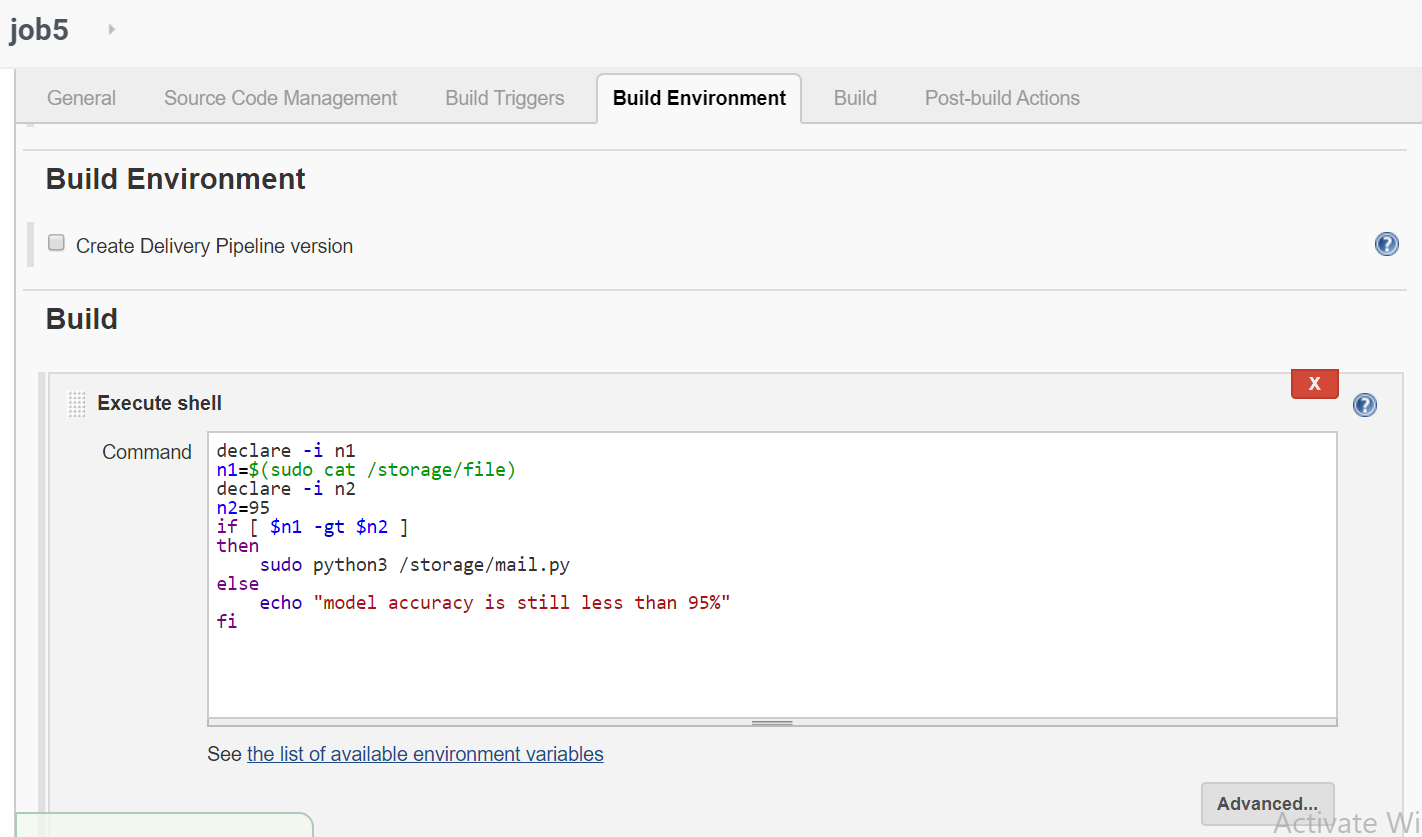 job5
General Source Code Management Build Triggers Build Environment Build Post-build Actions
Build Environment
Create Delivery Pipeline version
?
Build
X
Execute shell
?
Command
declare -i n1
n1=$(sudo cat /storage/file)
declare -i n2
n2=95
if [ $n1 -gt $n2 ]
then
    sudo python3 /storage/mail.py
else
    echo "model accuracy is still less than 95%"
fi
See the list of available environment variables
Advanced...
Activate Wi